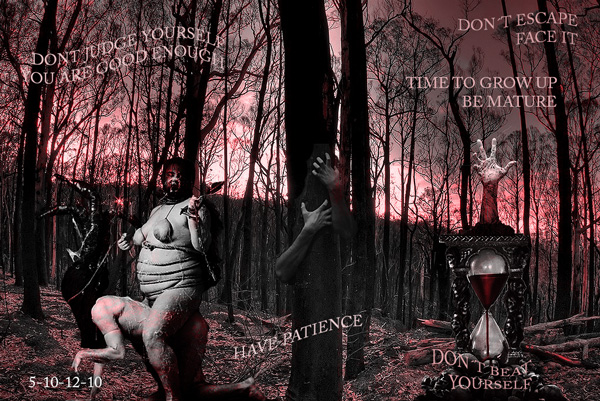 DONT JUDGE YOURSELF
YOU ARE GOOD ENOUGH
DON'T ESCAPE
FACE IT
TIME TO GROW UP
BE MATURE
HAVE PATIENCE
DON'T BEAT
YOURSELF
5-10-12-10